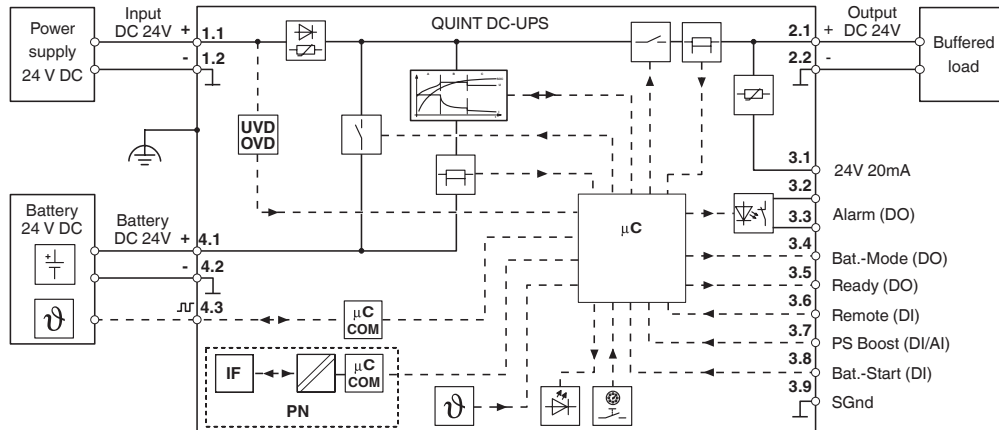 QUINT DC-UPS
Power
supply
24 V DC
Input
DC 24V +
-
1.1
1.2
UVD
OVD
2.1
2.2
Output
+ DC 24V
-
Buffered
load
3.1
24V 20mA
3.2
3.3
Alarm (DO)
3.4
Bat.-Mode (DO)
3.5
Ready (DO)
3.6
Remote (DI)
3.7
PS Boost (DI/AI)
3.8
Bat.-Start (DI)
3.9
SGnd
µC
Battery
24 V DC
+
ϑ
Battery
DC 24V +
-
4.1
4.2
4.3
µC
COM
IF
µC
COM
PN
ϑ